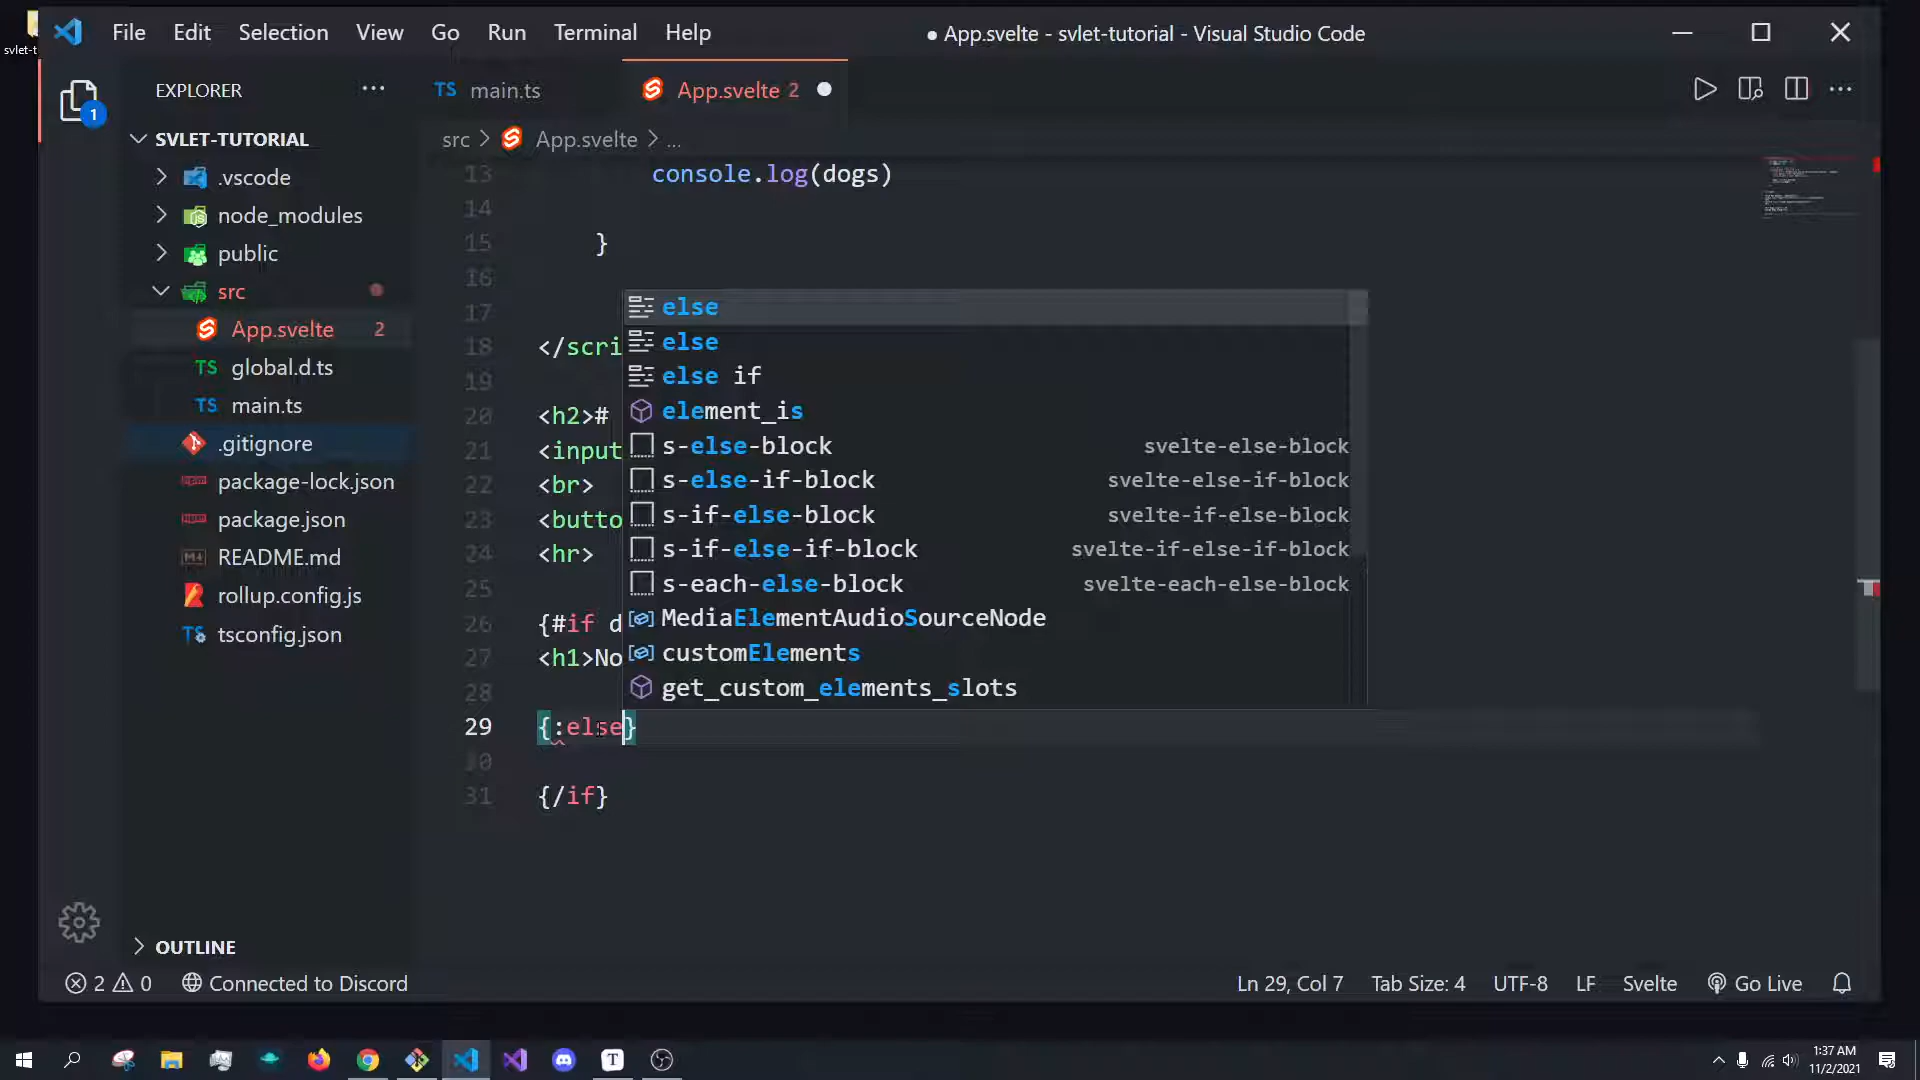 svlet-t
File Edit Selection View Go Run Terminal Help
● App.svelte - svlet-tutorial - Visual Studio Code
1
EXPLORER
SVLET-TUTORIAL
.vscode
node_modules
public
src
App.svelte 2
TS global.d.ts
TS main.ts
.gitignore
package-lock.json
package.json
README.md
rollup.config.js
TS tsconfig.json
OUTLINE
TS main.ts
App.svelte 2
src > App.svelte > ...
13 console.log(dogs)
14
15 }
16
17
18 </scri
19
20 <h2>#
21 <input
22 <br>
23 <butto
24 <hr>
25
26 {#if d
27 <h1>No
28
29 {:else}
30
31 {/if}
else
else
else if
element_is
s-else-block svelte-else-block
s-else-if-block svelte-else-if-block
s-if-else-block svelte-if-else-block
s-if-else-if-block svelte-if-else-if-block
s-each-else-block svelte-each-else-block
MediaElementAudioSourceNode
customElements
get_custom_elements_slots
2 0 Connected to Discord
Ln 29, Col 7 Tab Size: 4 UTF-8 LF Svelte Go Live
T
1:37 AM
11/2/2021